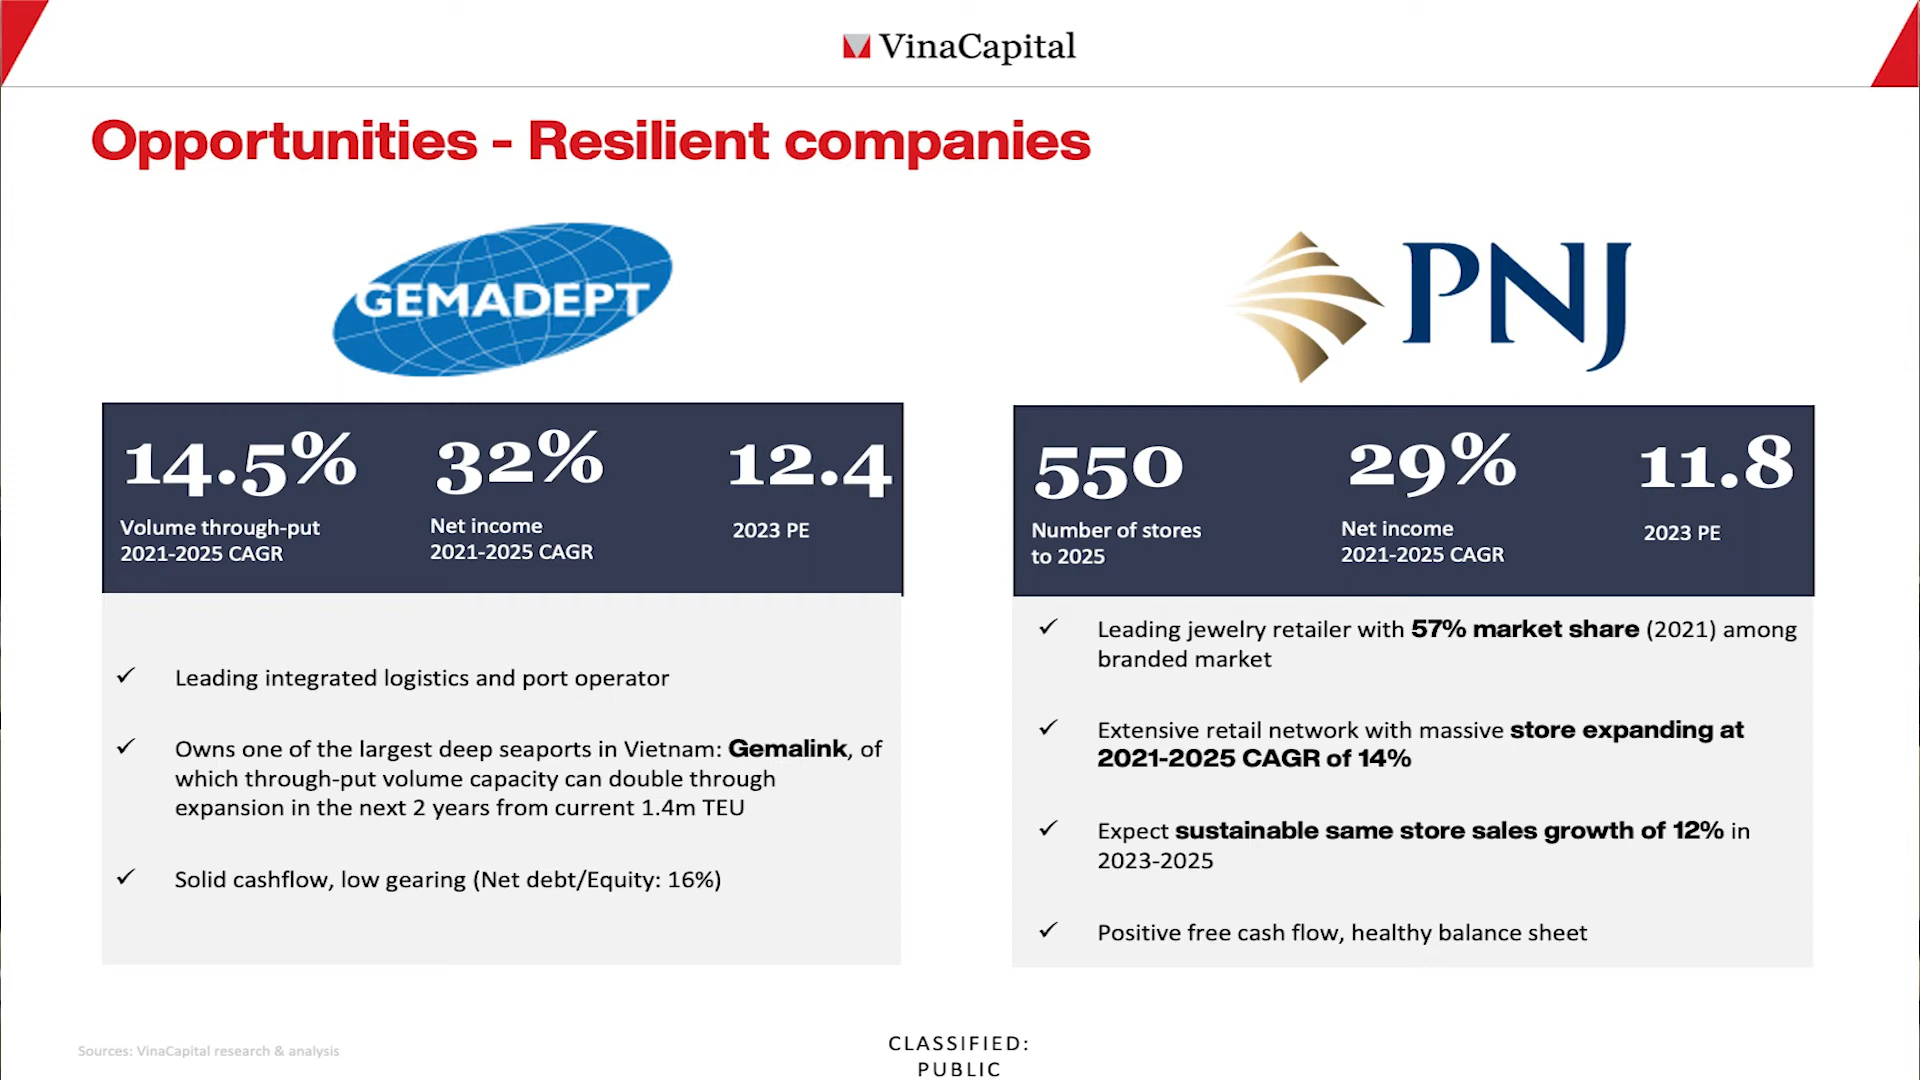 VinaCapital
Opportunities - Resilient companies
GEMADEPT
14.5%
Volume through-put
2021-2025 CAGR
32%
Net income
2021-2025 CAGR
12.4
2023 PE
✓ Leading integrated logistics and port operator
✓ Owns one of the largest deep seaports in Vietnam: Gemalink, of
which through-put volume capacity can double through
expansion in the next 2 years from current 1.4m TEU
✓ Solid cashflow, low gearing (Net debt/Equity: 16%)
PNJ
550
Number of stores
to 2025
29%
Net income
2021-2025 CAGR
11.8
2023 PE
✓ Leading jewelry retailer with 57% market share (2021) among
branded market
✓ Extensive retail network with massive store expanding at
2021-2025 CAGR of 14%
✓ Expect sustainable same store sales growth of 12% in
2023-2025
✓ Positive free cash flow, healthy balance sheet
Sources: VinaCapital research & analysis
CLASSIFIED:
PUBLIC